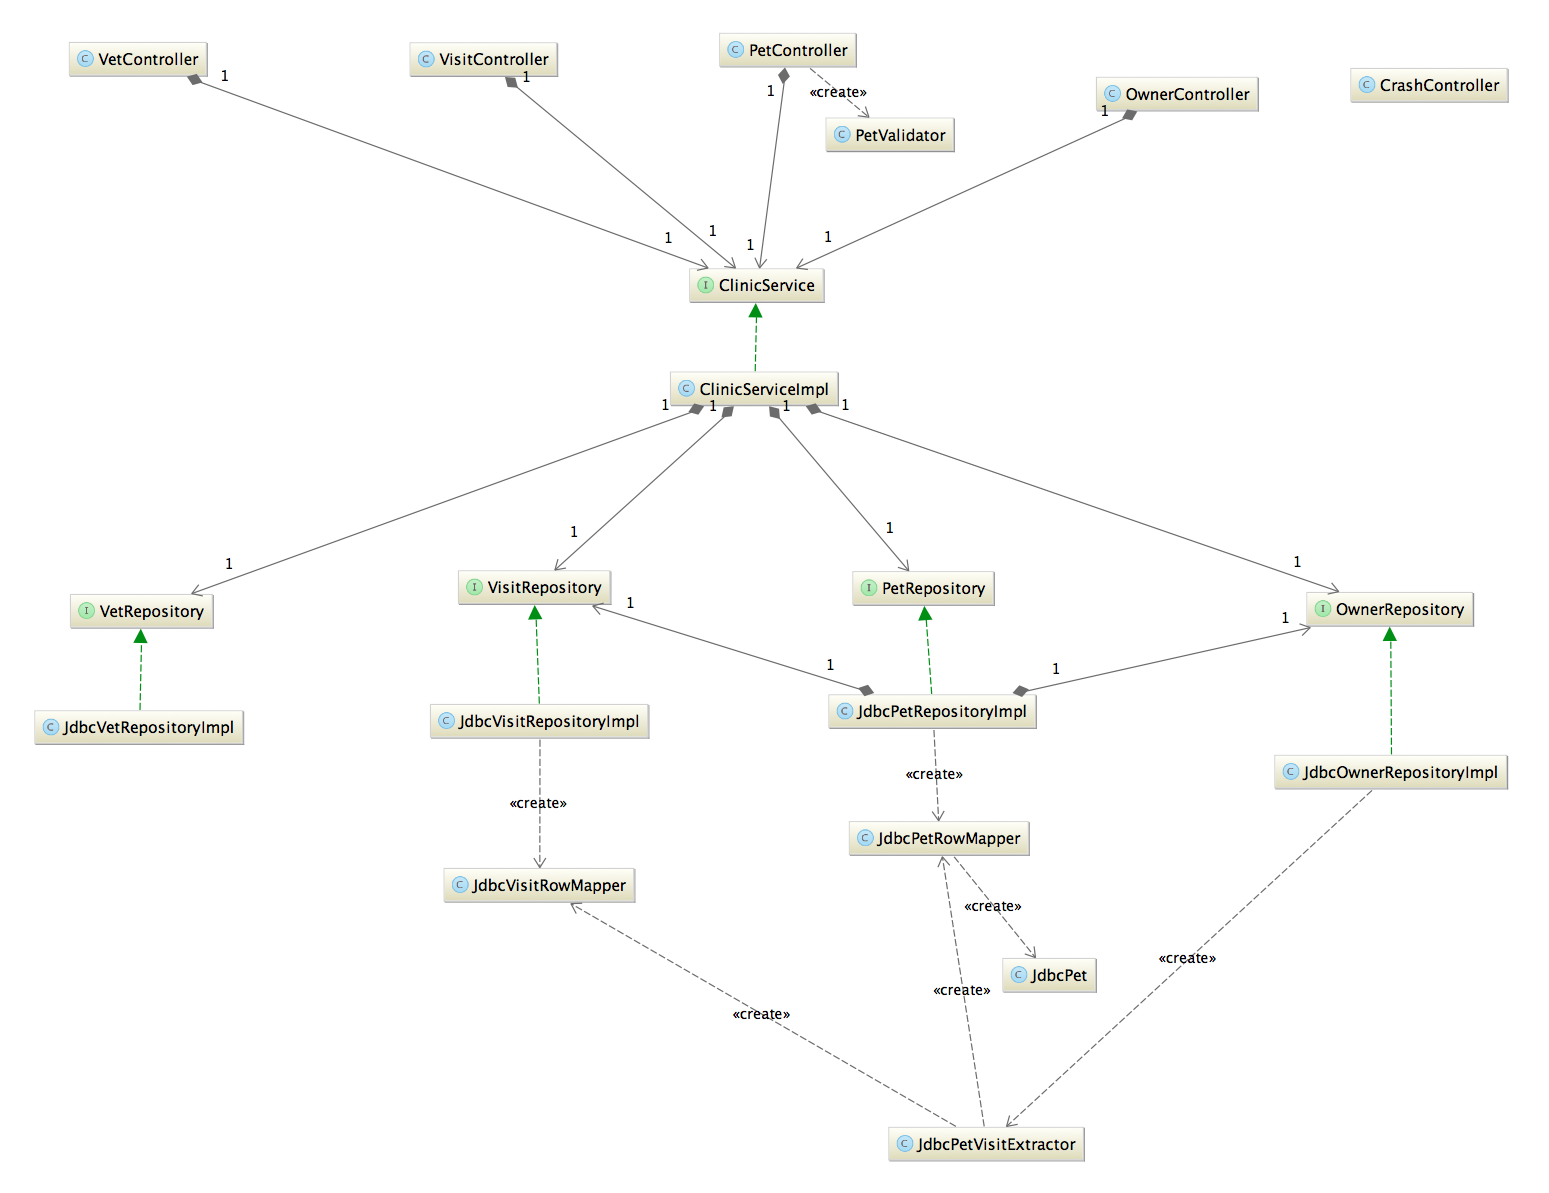 C VetController
C VisitController
C PetController
C OwnerController
C CrashController
1
1
1
«create»
1
C PetValidator
1
1
1
1
I ClinicService
C ClinicServiceImpl
1
1
1
1
1
1
1
1
I VetRepository
I VisitRepository
I PetRepository
I OwnerRepository
1
1
1
1
C JdbcVetRepositoryImpl
C JdbcVisitRepositoryImpl
C JdbcPetRepositoryImpl
C JdbcOwnerRepositoryImpl
«create»
«create»
C JdbcPetRowMapper
C JdbcVisitRowMapper
«create»
C JdbcPet
«create»
«create»
«create»
C JdbcPetVisitExtractor